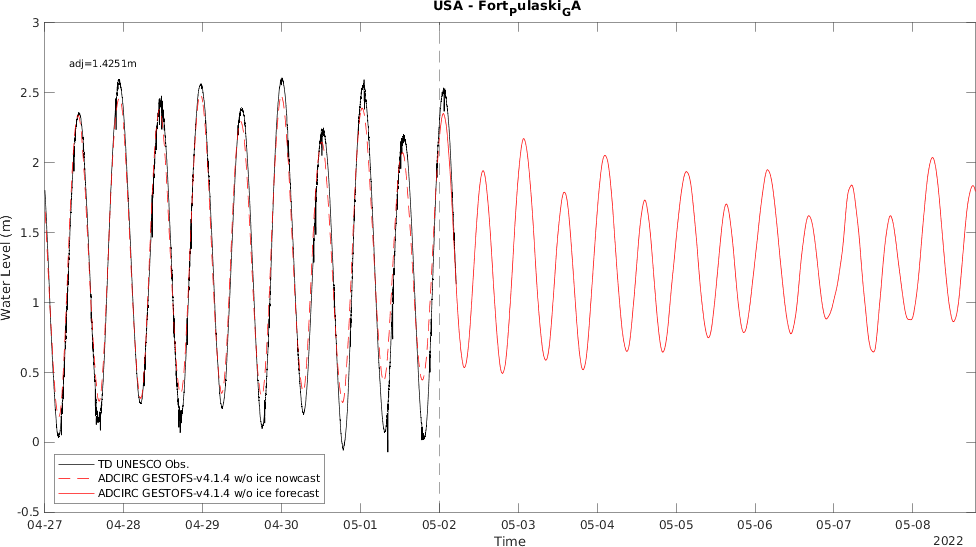 USA - Fort_Pulaski_GA
3
adj=1.4251m
2.5
2
1.5
1
0.5
0
-0.5
Water Level (m)
TD UNESCO Obs.
ADCIRC GESTOFS-v4.1.4 w/o ice nowcast
ADCIRC GESTOFS-v4.1.4 w/o ice forecast
04-27 04-28 04-29 04-30 05-01 05-02 05-03 05-04 05-05 05-06 05-07 05-08
Time
2022